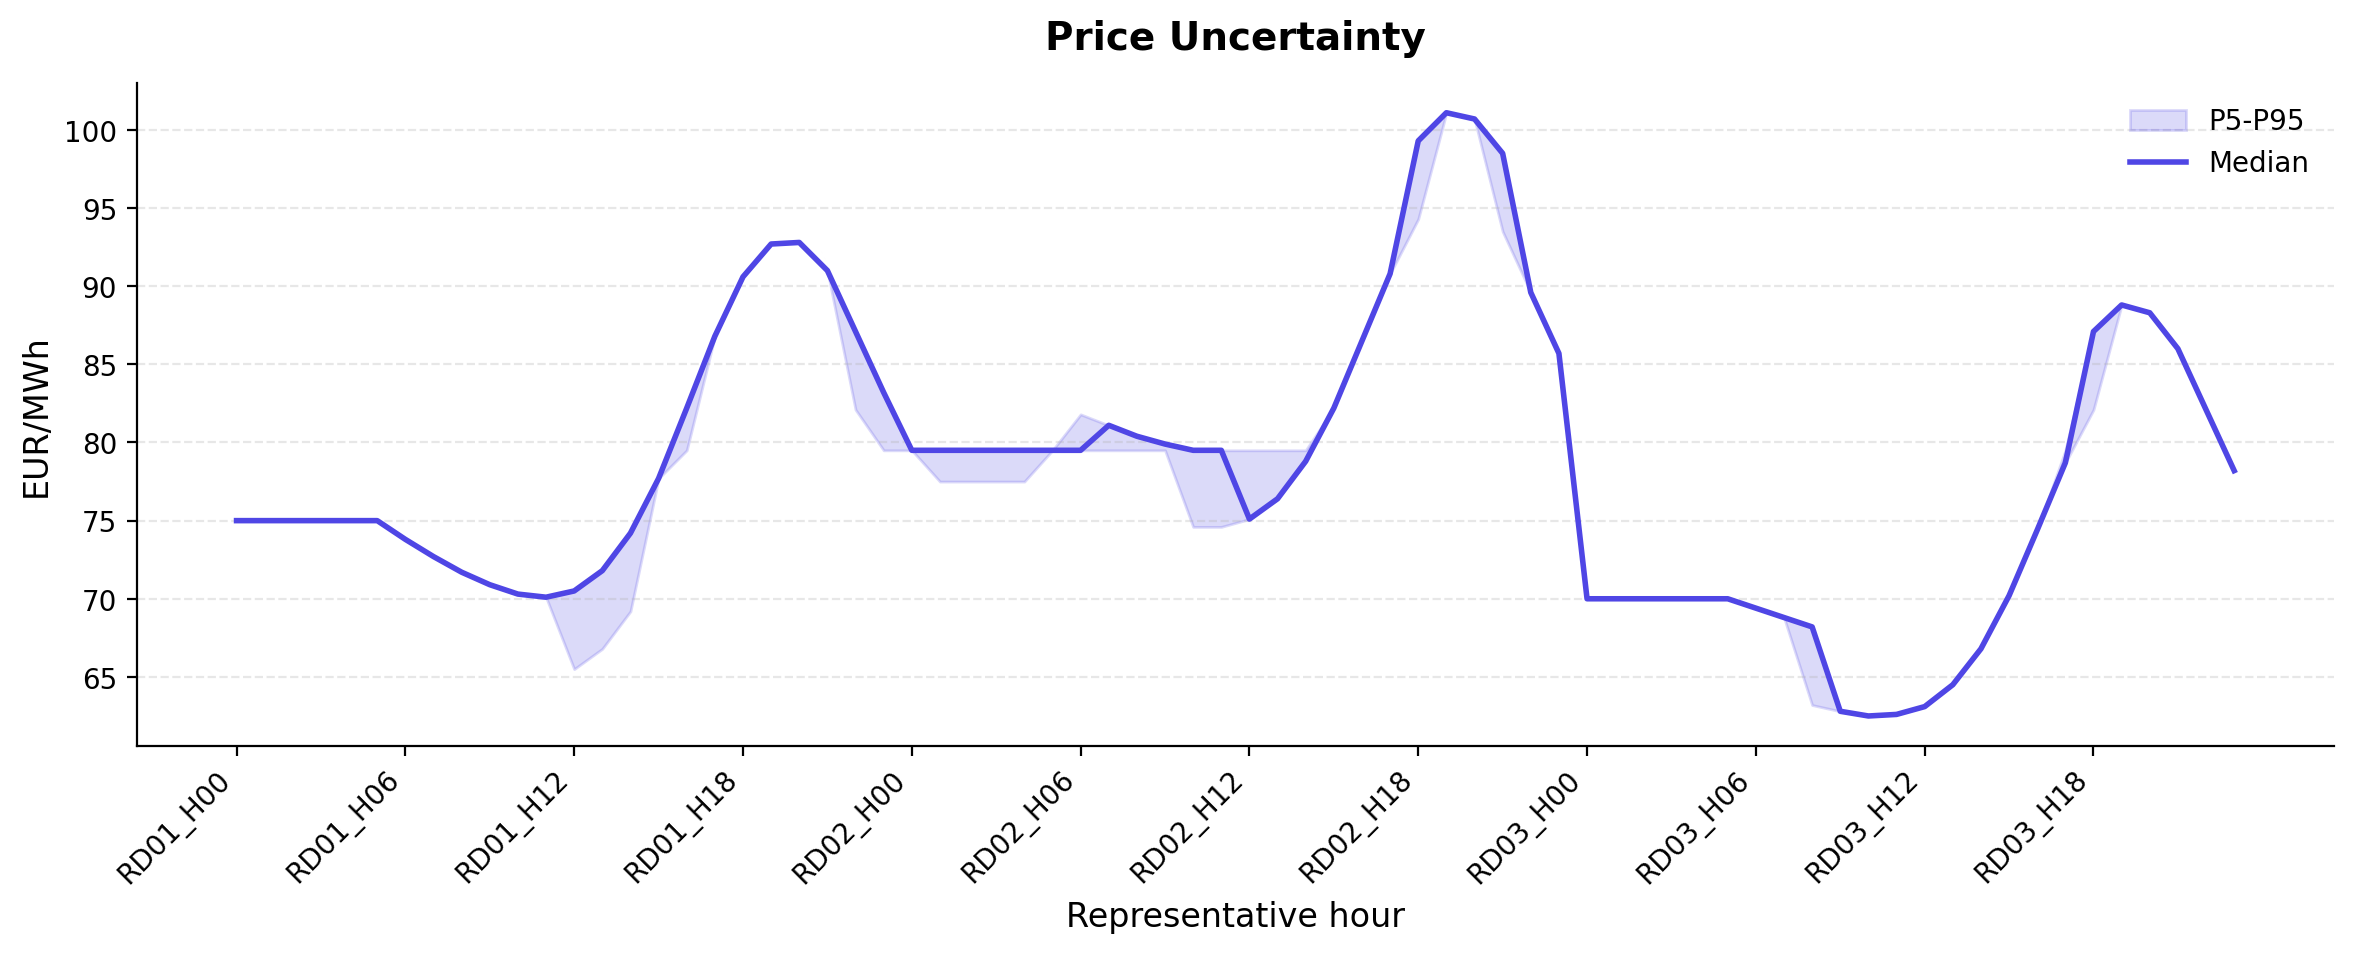 Price Uncertainty
P5-P95
Median
EUR/MWh
100
95
90
85
80
75
70
65
RD01_H00
RD01_H06
RD01_H12
RD01_H18
RD02_H00
RD02_H06
RD02_H12
RD02_H18
RD03_H00
RD03_H06
RD03_H12
RD03_H18
Representative hour